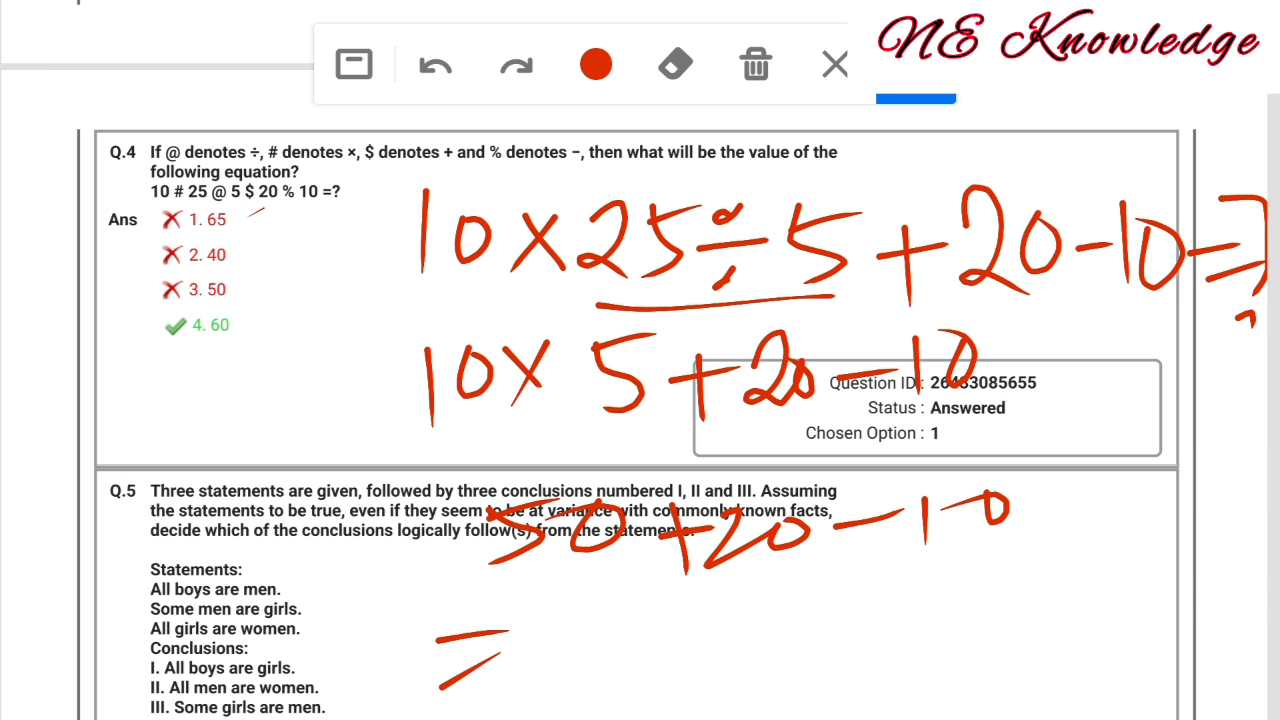 NE Knowledge
Q.4 If @ denotes ÷, # denotes ×, $ denotes + and % denotes −, then what will be the value of the
following equation?
10 # 25 @ 5 $ 20 % 10 =?
Ans 1. 65
2. 40
3. 50
4. 60
10 × 25 ÷ 5 + 20 - 10 = ?
10 × 5 + 20 - 10
Question ID : 26433085655
Status : Answered
Chosen Option : 1
Q.5 Three statements are given, followed by three conclusions numbered I, II and III. Assuming
the statements to be true, even if they seem to be at variance with commonly known facts,
decide which of the conclusions logically follow(s) from the statements.
50 + 20 - 10
=
Statements:
All boys are men.
Some men are girls.
All girls are women.
Conclusions:
I. All boys are girls.
II. All men are women.
III. Some girls are men.